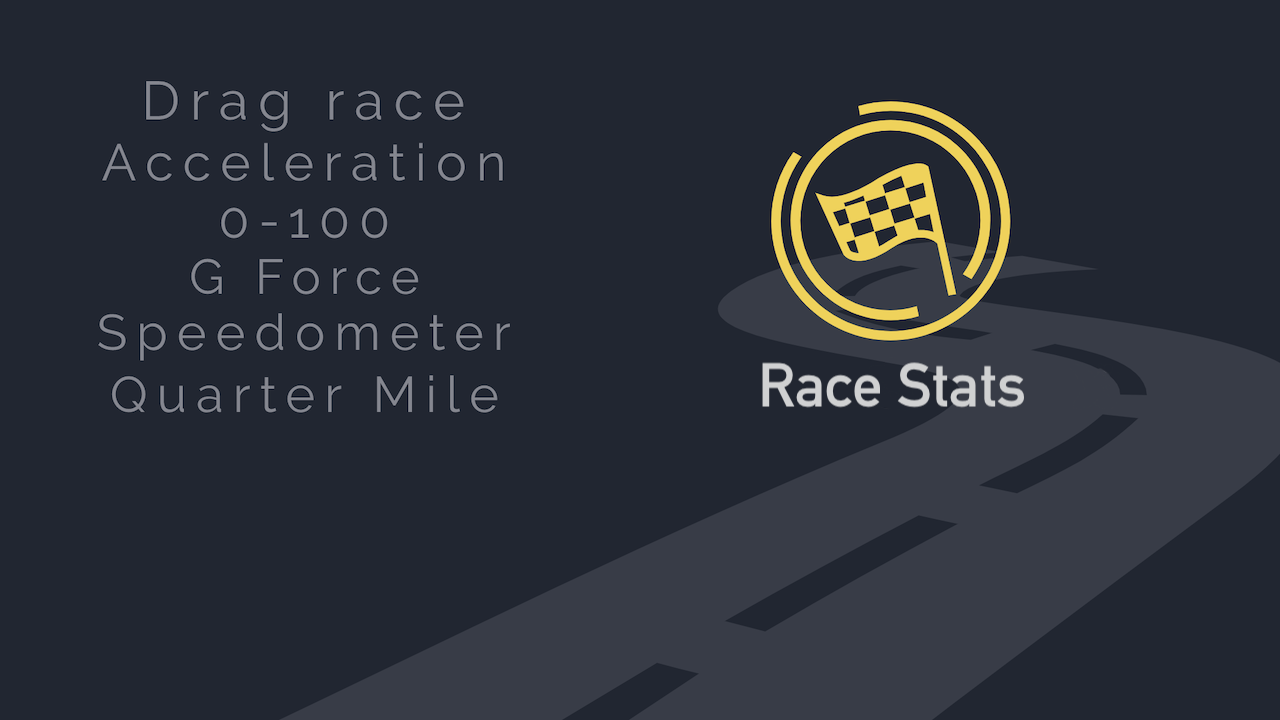 Drag race
Acceleration
0-100
G Force
Speedometer
Quarter Mile
Race Stats